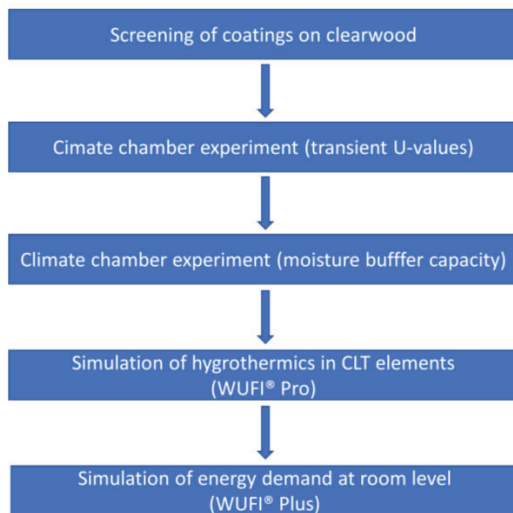 Screening of coatings on clearwood
Cimate chamber experiment (transient U-values)
Climate chamber experiment (moisture bufffer capacity)
Simulation of hygrothermics in CLT elements
(WUFI® Pro)
Simulation of energy demand at room level
(WUFI® Plus)